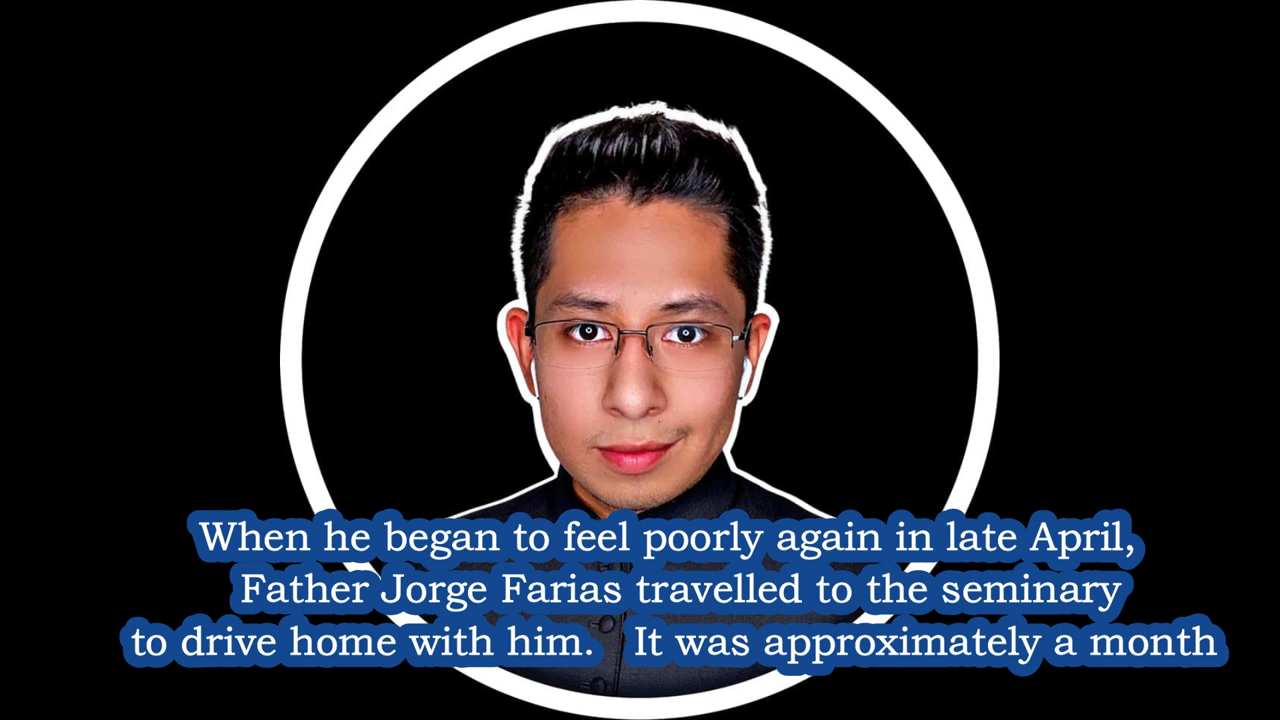 When he began to feel poorly again in late April,
Father Jorge Farias travelled to the seminary
to drive home with him. It was approximately a month